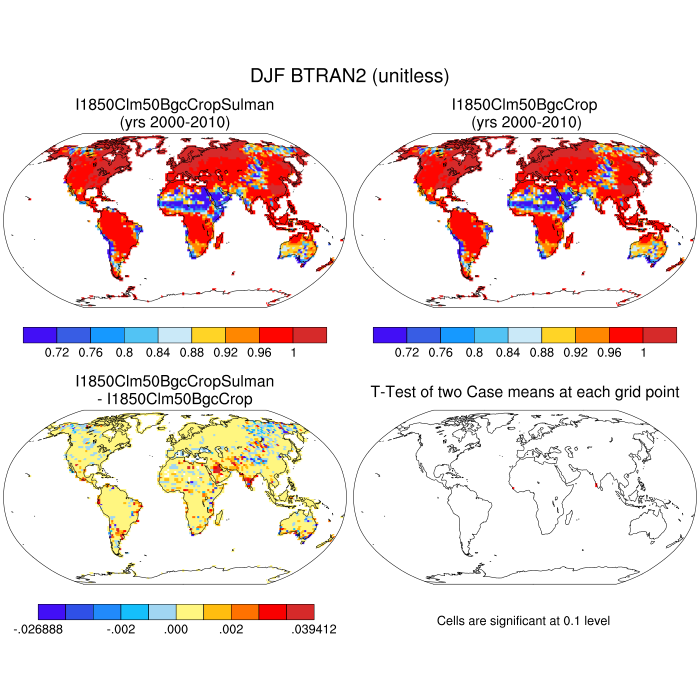 DJF BTRAN2 (unitless)
I1850Clm50BgcCropSulman
(yrs 2000-2010)
I1850Clm50BgcCrop
(yrs 2000-2010)
0.72 0.76 0.8 0.84 0.88 0.92 0.96 1
0.72 0.76 0.8 0.84 0.88 0.92 0.96 1
I1850Clm50BgcCropSulman
- I1850Clm50BgcCrop
T-Test of two Case means at each grid point
-.026888 -.002 .000 .002 .039412
Cells are significant at 0.1 level